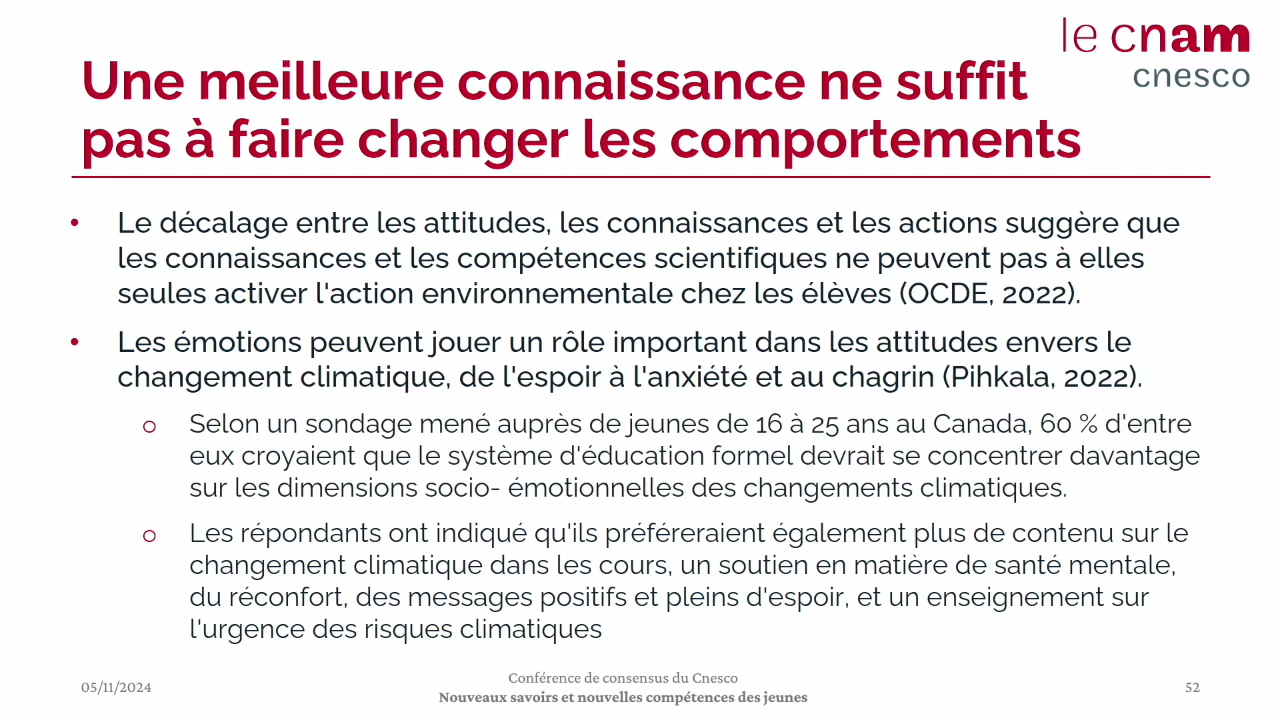 le cnam
cnesco
Une meilleure connaissance ne suffit
pas à faire changer les comportements
• Le décalage entre les attitudes, les connaissances et les actions suggère que
les connaissances et les compétences scientifiques ne peuvent pas à elles
seules activer l'action environnementale chez les élèves (OCDE, 2022).
• Les émotions peuvent jouer un rôle important dans les attitudes envers le
changement climatique, de l'espoir à l'anxiété et au chagrin (Pihkala, 2022).
o Selon un sondage mené auprès de jeunes de 16 à 25 ans au Canada, 60 % d'entre
eux croyaient que le système d'éducation formel devrait se concentrer davantage
sur les dimensions socio- émotionnelles des changements climatiques.
o Les répondants ont indiqué qu'ils préféreraient également plus de contenu sur le
changement climatique dans les cours, un soutien en matière de santé mentale,
du réconfort, des messages positifs et pleins d'espoir, et un enseignement sur
l'urgence des risques climatiques
05/11/2024
Conférence de consensus du Cnesco
Nouveaux savoirs et nouvelles compétences des jeunes
52